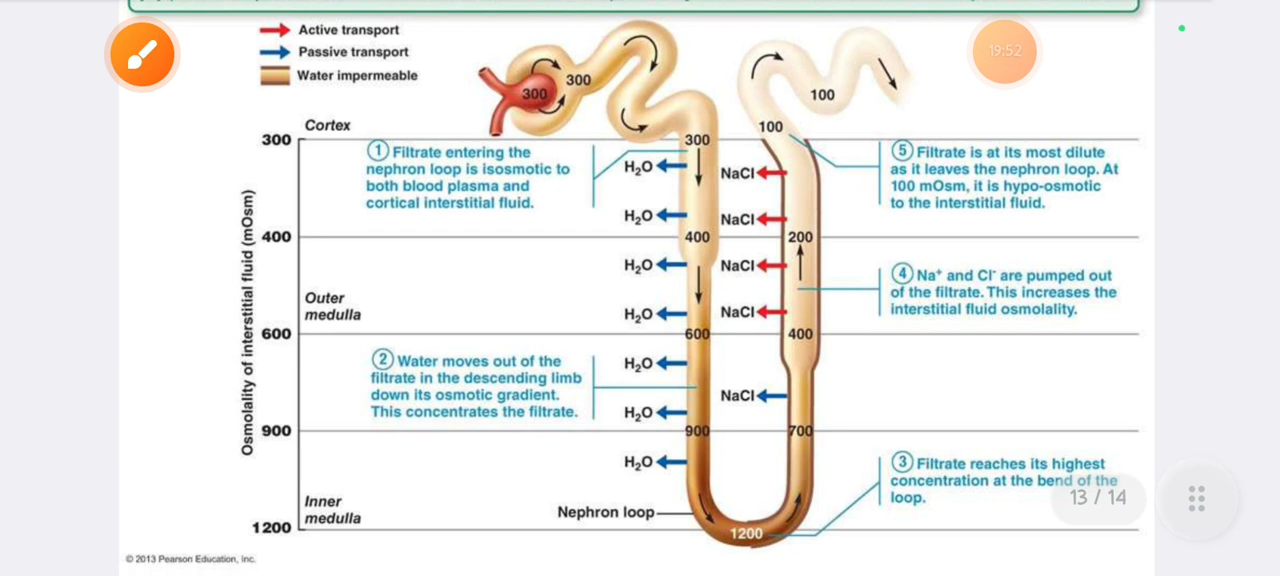 Active transport
Passive transport
Water impermeable
19:52
300
300
100
100
Cortex
300
300
① Filtrate entering the
nephron loop is isosmotic to
both blood plasma and
cortical interstitial fluid.
H₂O
H₂O
H₂O
H₂O
H₂O
H₂O
H₂O
NaCl
NaCl
NaCl
NaCl
NaCl
⑤ Filtrate is at its most dilute
as it leaves the nephron loop. At
100 mOsm, it is hypo-osmotic
to the interstitial fluid.
Osmolality of interstitial fluid (mOsm)
400
400
200
④ Na⁺ and Cl⁻ are pumped out
of the filtrate. This increases the
interstitial fluid osmolality.
Outer
medulla
600
600
400
② Water moves out of the
filtrate in the descending limb
down its osmotic gradient.
This concentrates the filtrate.
900
900
700
③ Filtrate reaches its highest
concentration at the bend of the
loop.
13 / 14
Inner
medulla
Nephron loop
1200
1200
© 2013 Pearson Education, Inc.